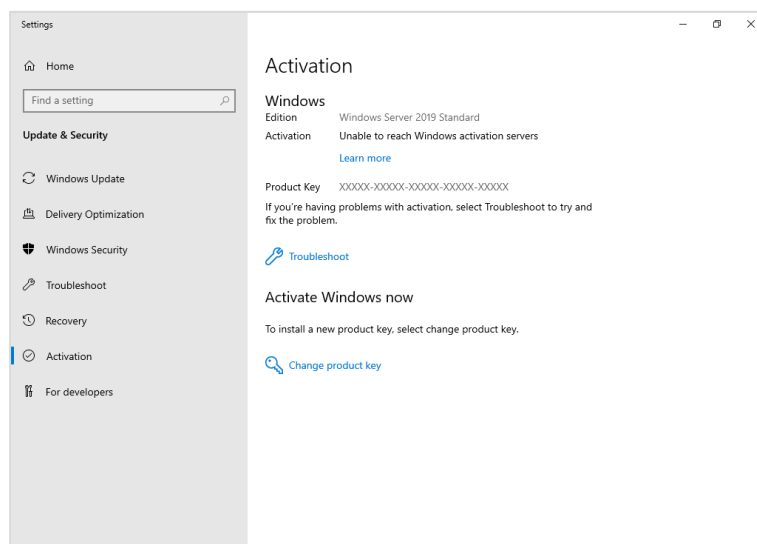 Settings
Home
Find a setting
Update & Security
Windows Update
Delivery Optimization
Windows Security
Troubleshoot
Recovery
Activation
For developers
Activation
Windows
Edition Windows Server 2019 Standard
Activation Unable to reach Windows activation servers
Learn more
Product Key XXXXX-XXXXX-XXXXX-XXXXX-XXXXX
If you're having problems with activation, select Troubleshoot to try and
fix the problem.
Troubleshoot
Activate Windows now
To install a new product key, select change product key.
Change product key